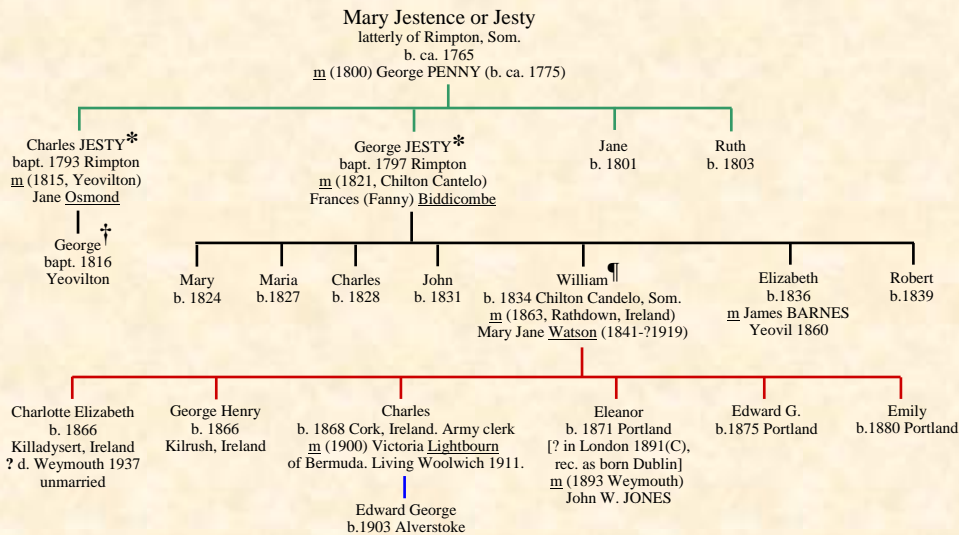 Mary Jestence or Jesty
latterly of Rimpton, Som.
b. ca. 1765
m (1800) George PENNY (b. ca. 1775)
Charles JESTY*
bapt. 1793 Rimpton
m (1815, Yeovilton)
Jane Osmond
George JESTY*
bapt. 1797 Rimpton
m (1821, Chilton Cantelo)
Frances (Fanny) Biddicombe
Jane
b. 1801
Ruth
b. 1803
George†
bapt. 1816
Yeovilton
Mary
b. 1824
Maria
b.1827
Charles
b. 1828
John
b. 1831
William¶
b. 1834 Chilton Candelo, Som.
m (1863, Rathdown, Ireland)
Mary Jane Watson (1841-?1919)
Elizabeth
b.1836
m James BARNES
Yeovil 1860
Robert
b.1839
Charlotte Elizabeth
b. 1866
Killadysert, Ireland
? d. Weymouth 1937
unmarried
George Henry
b. 1866
Kilrush, Ireland
Charles
b. 1868 Cork, Ireland. Army clerk
m (1900) Victoria Lightbourn
of Bermuda. Living Woolwich 1911.
Eleanor
b. 1871 Portland
[? in London 1891(C),
rec. as born Dublin]
m (1893 Weymouth)
John W. JONES
Edward G.
b.1875 Portland
Emily
b.1880 Portland
Edward George
b.1903 Alverstoke